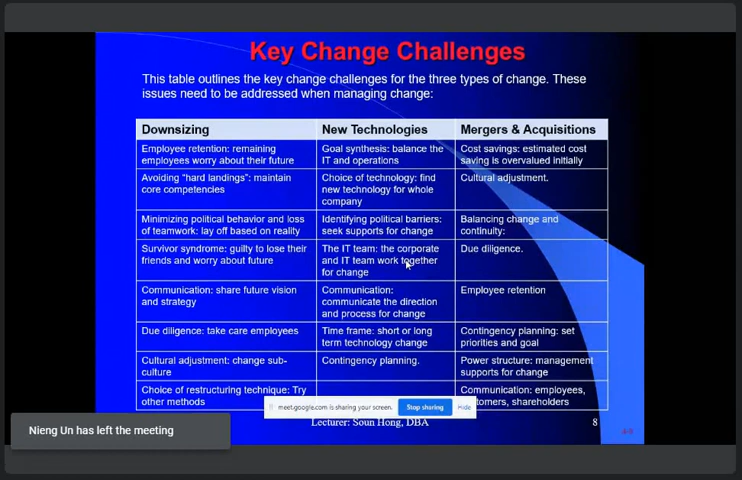 Key Change Challenges
This table outlines the key change challenges for the three types of change. These
issues need to be addressed when managing change:
Downsizing
New Technologies
Mergers & Acquisitions
Employee retention: remaining
employees worry about their future
Goal synthesis: balance the
IT and operations
Cost savings: estimated cost
saving is overvalued initially
Avoiding “hard landings”: maintain
core competencies
Choice of technology: find
new technology for whole
company
Cultural adjustment.
Minimizing political behavior and loss
of teamwork: lay off based on reality
Identifying political barriers:
seek supports for change
Balancing change and
continuity:
Survivor syndrome: guilty to lose their
friends and worry about future
The IT team: the corporate
and IT team work together
for change
Due diligence.
Communication: share future vision
and strategy
Communication:
communicate the direction
and process for change
Employee retention
Due diligence: take care employees
Time frame: short or long
term technology change
Contingency planning: set
priorities and goal
Cultural adjustment: change sub-
culture
Contingency planning.
Power structure: management
supports for change
Choice of restructuring technique: Try
other methods
Communication: employees,
shareholders
meet.google.com is sharing your screen.
Stop sharing
Hide
Nieng Un has left the meeting
Lecturer: Soun Hong, DBA
8